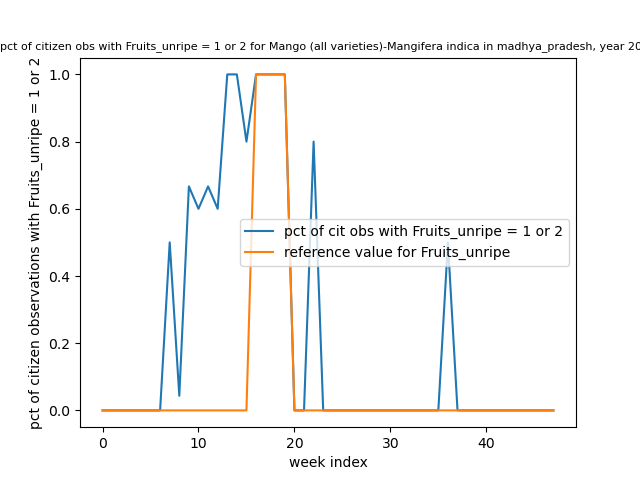 pct of citizen obs with Fruits_unripe = 1 or 2 for Mango (all varieties)-Mangifera indica in madhya_pradesh, year 20
pct of citizen observations with Fruits_unripe = 1 or 2
1.0
0.8
0.6
0.4
0.2
0.0
pct of cit obs with Fruits_unripe = 1 or 2
reference value for Fruits_unripe
0 10 20 30 40
week index